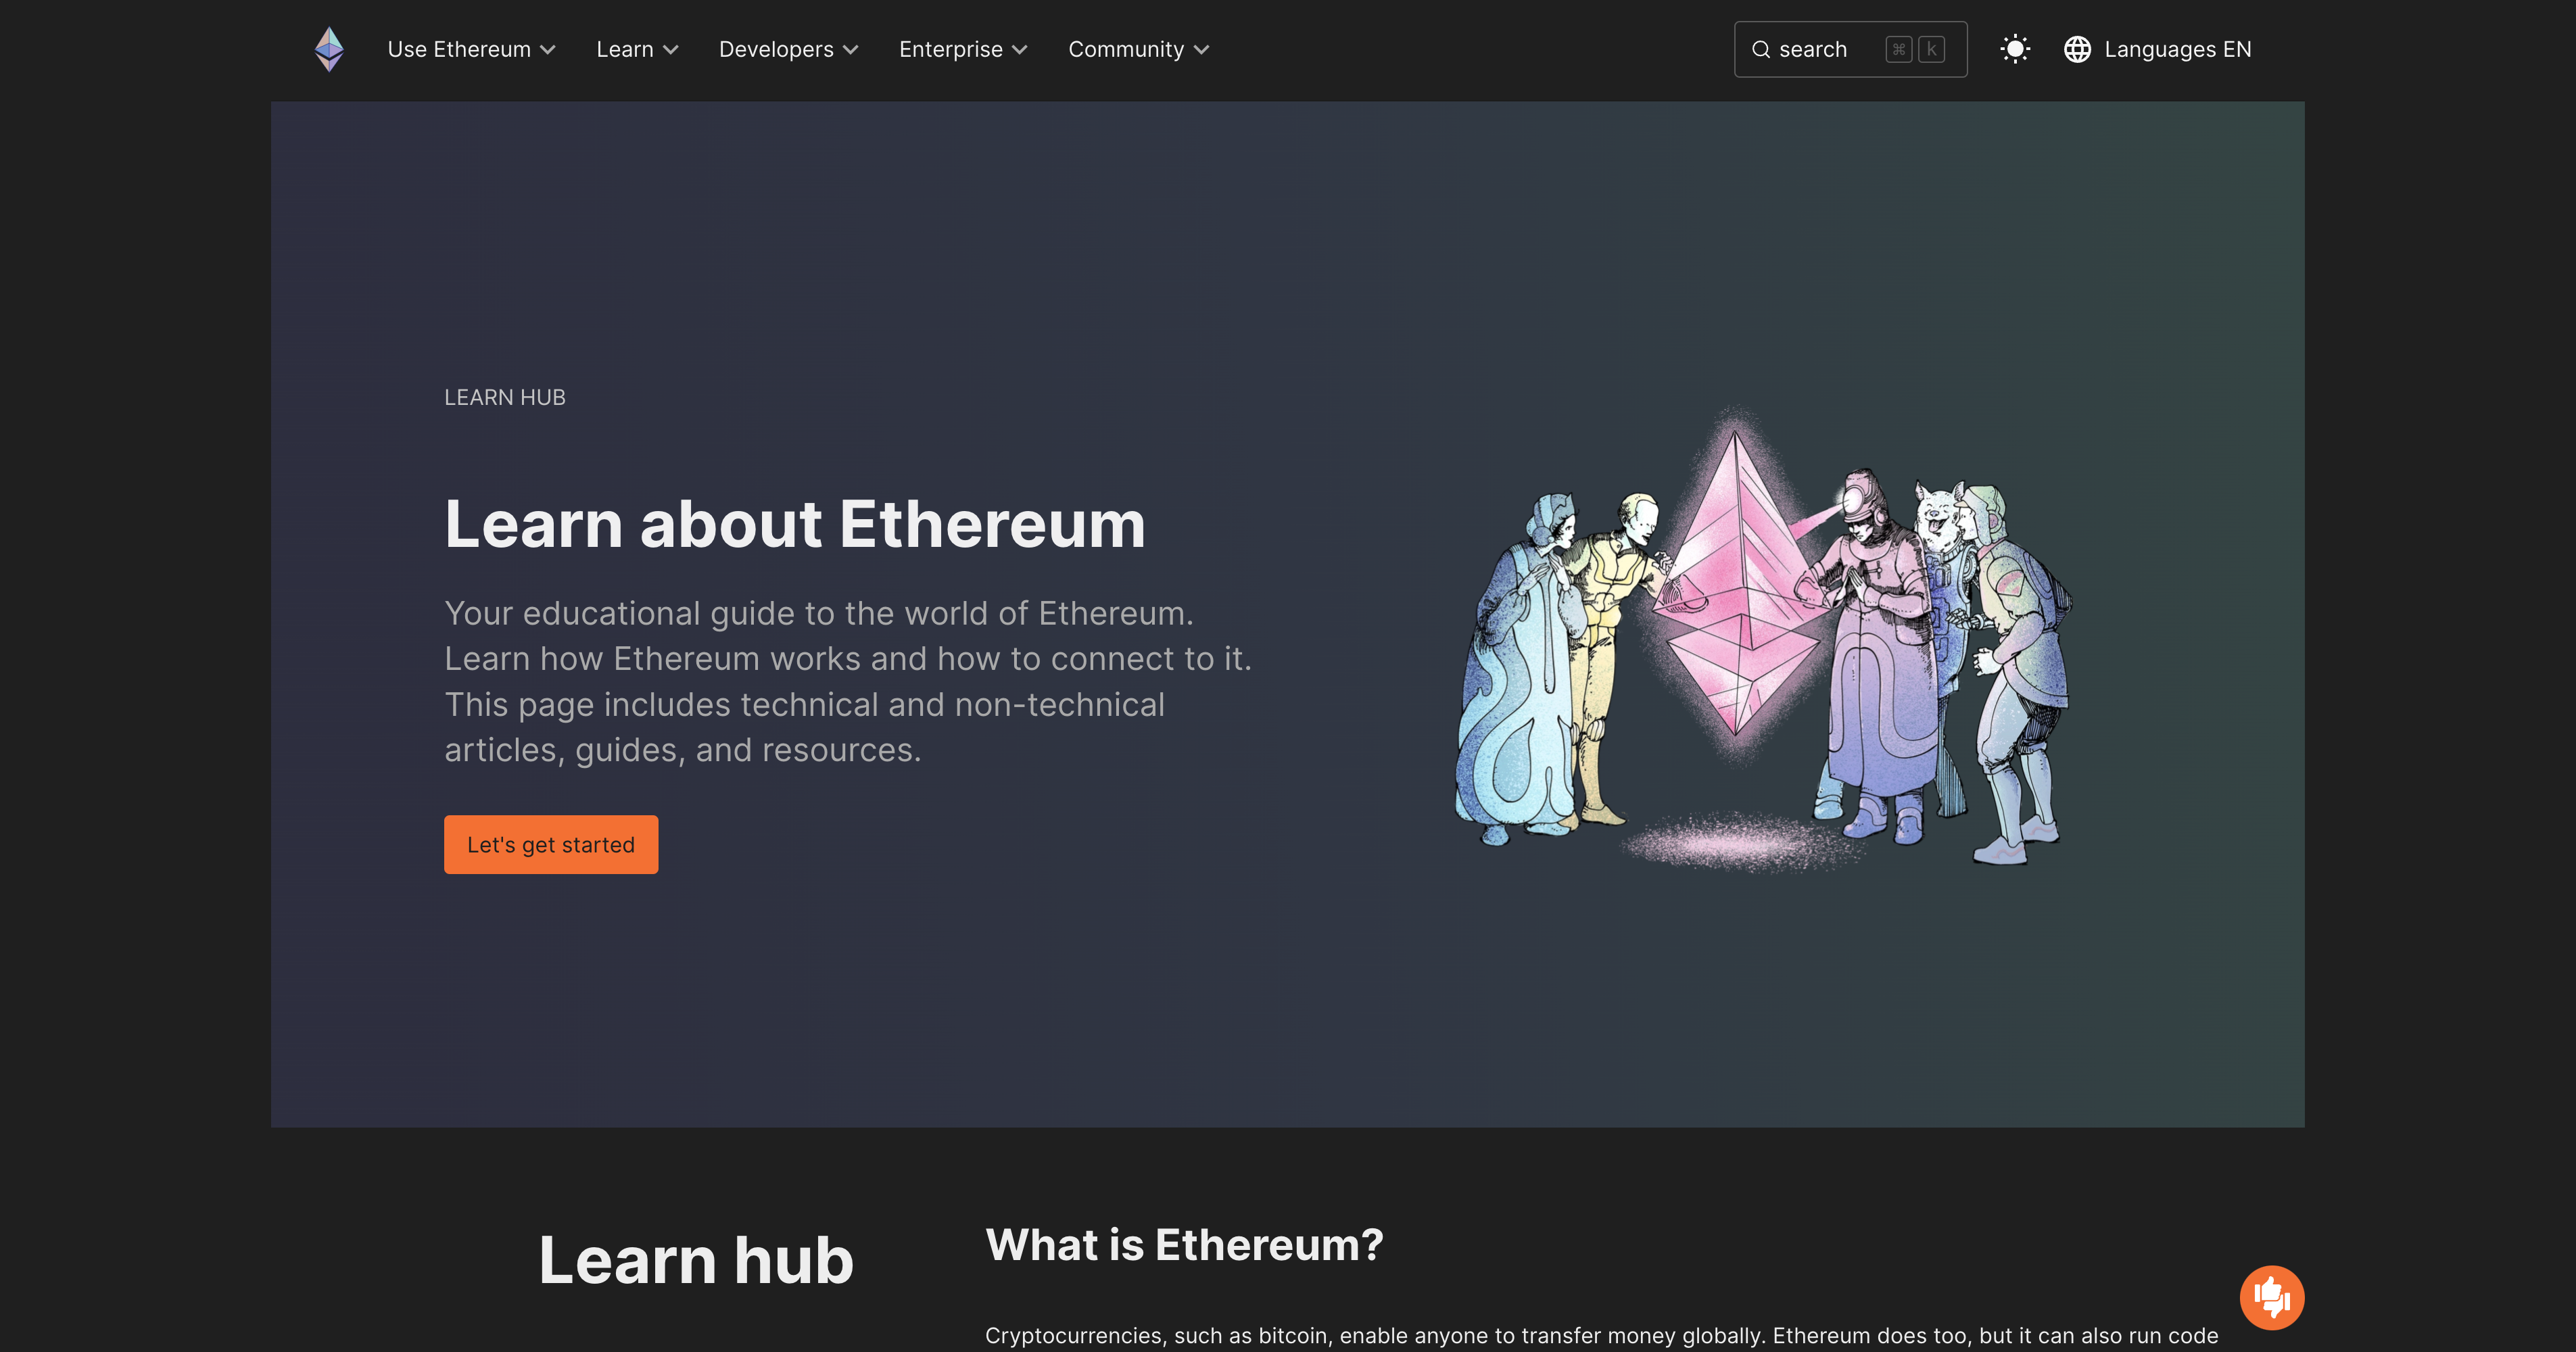 Use Ethereum
Learn
Developers
Enterprise
Community
search ⌘ k
Languages EN
LEARN HUB
Learn about Ethereum
Your educational guide to the world of Ethereum.
Learn how Ethereum works and how to connect to it.
This page includes technical and non-technical
articles, guides, and resources.
Let's get started
Learn hub
What is Ethereum?
Cryptocurrencies, such as bitcoin, enable anyone to transfer money globally. Ethereum does too, but it can also run code